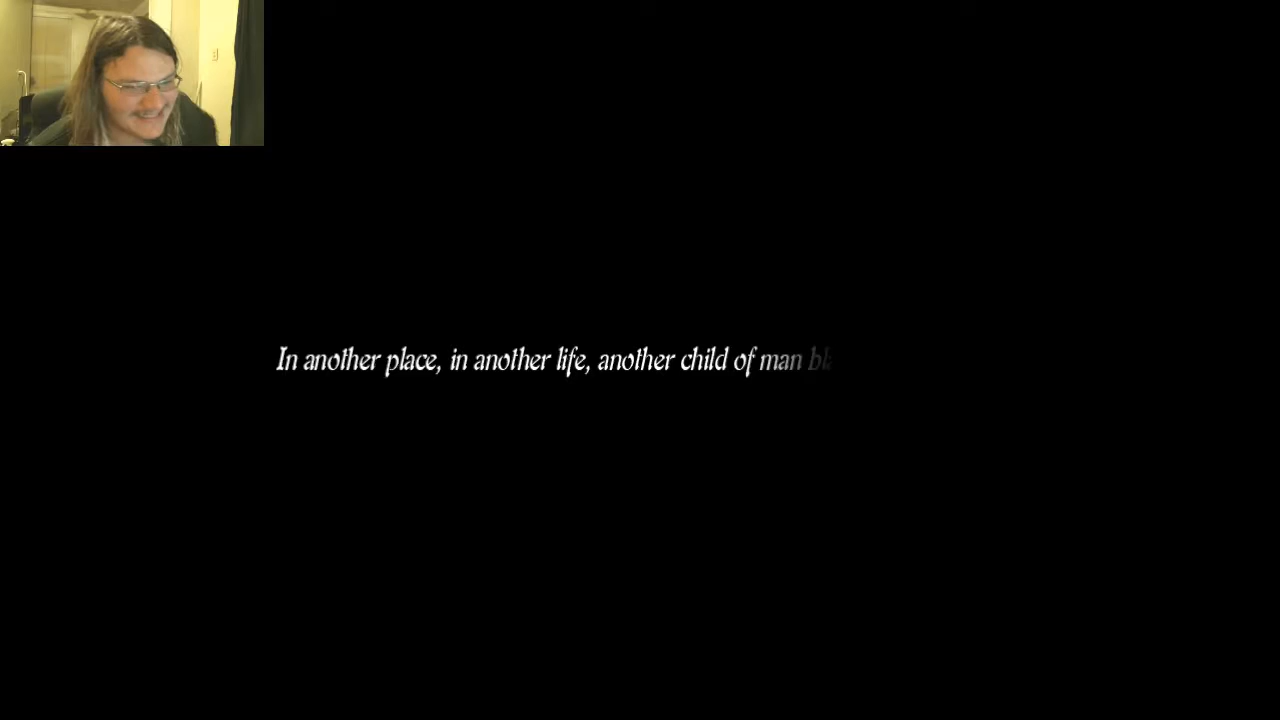 In another place, in another life, another child of man